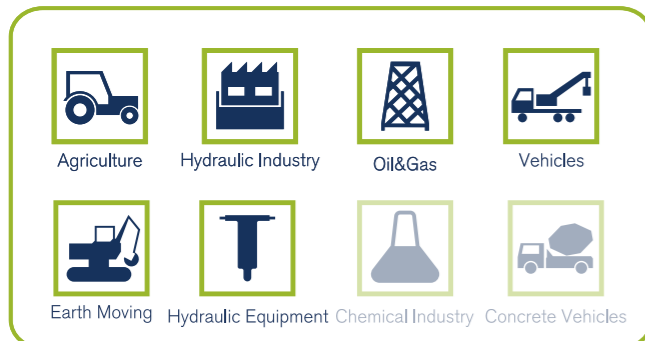 Agriculture Hydraulic Industry Oil&Gas Vehicles
Earth Moving Hydraulic Equipment Chemical Industry Concrete Vehicles